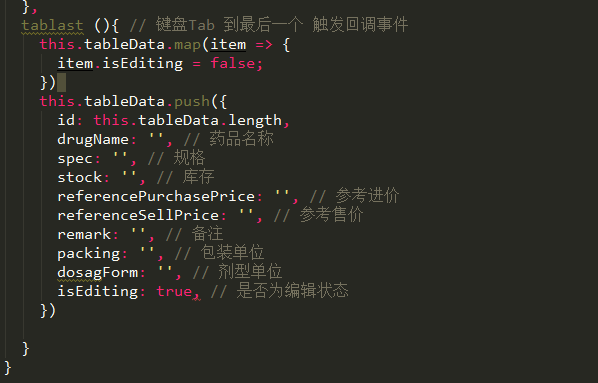 },
tablast (){ // 键盘Tab 到最后一个 触发回调事件
this.tableData.map(item => {
item.isEditing = false;
})
this.tableData.push({
id: this.tableData.length,
drugName: '', // 药品名称
spec: '', // 规格
stock: '', // 库存
referencePurchasePrice: '', // 参考进价
referenceSellPrice: '', // 参考售价
remark: '', // 备注
packing: '', // 包装单位
dosagForm: '', // 剂型单位
isEditing: true, // 是否为编辑状态
})
}
}